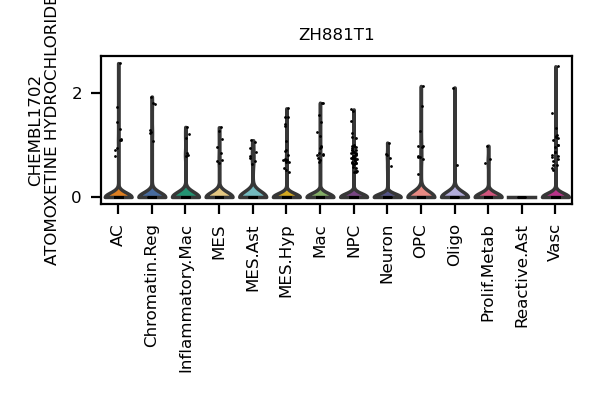 ZH881T1
CHEMBL1702
ATOMOXETINE HYDROCHLORIDE
2
0
AC
Chromatin.Reg
Inflammatory.Mac
MES
MES.Ast
MES.Hyp
Mac
NPC
Neuron
OPC
Oligo
Prolif.Metab
Reactive.Ast
Vasc